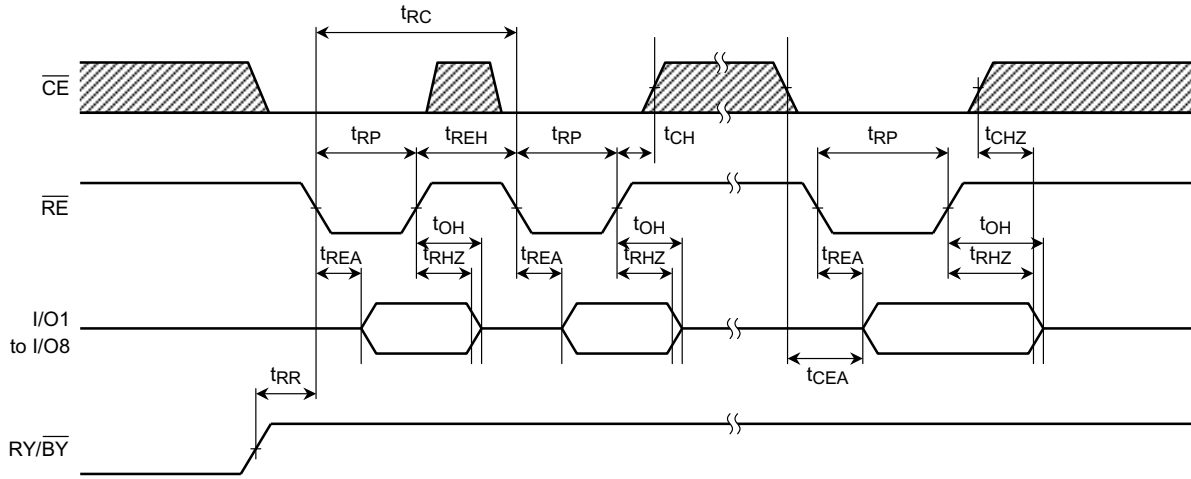 tRC
CE
tRP tREH tRP tCH tRP tCHZ
RE
tOH tOH tOH
tREA tRHZ tREA tRHZ tREA tRHZ
I/O1
to I/O8
tCEA
tRR
RY/BY